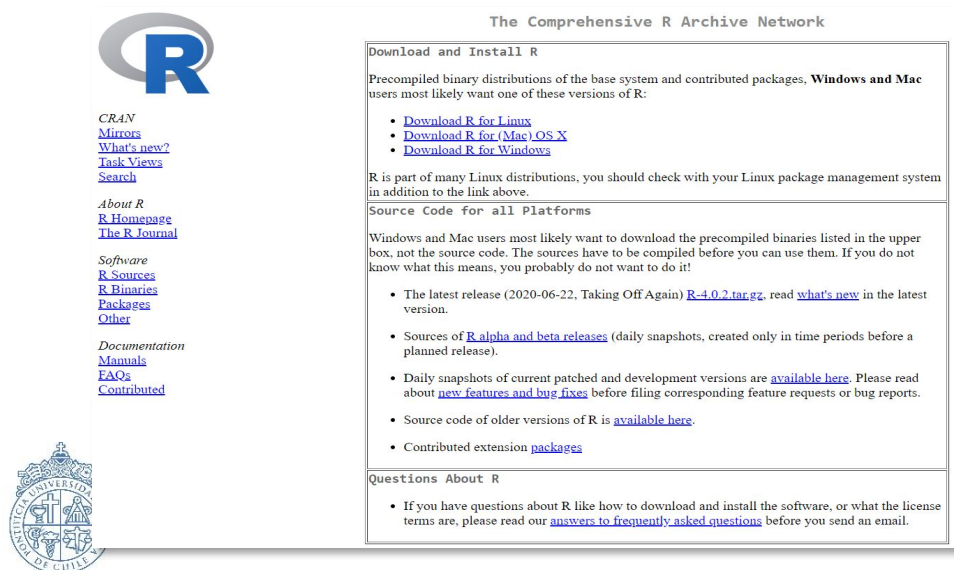 R
CRAN
Mirrors
What's new?
Task Views
Search
About R
R Homepage
The R Journal
Software
R Sources
R Binaries
Packages
Other
Documentation
Manuals
FAQs
Contributed
The Comprehensive R Archive Network
Download and Install R
Precompiled binary distributions of the base system and contributed packages, Windows and Mac
users most likely want one of these versions of R:
• Download R for Linux
• Download R for (Mac) OS X
• Download R for Windows
R is part of many Linux distributions, you should check with your Linux package management system
in addition to the link above.
Source Code for all Platforms
Windows and Mac users most likely want to download the precompiled binaries listed in the upper
box, not the source code. The sources have to be compiled before you can use them. If you do not
know what this means, you probably do not want to do it!
• The latest release (2020-06-22, Taking Off Again) R-4.0.2.tar.gz, read what's new in the latest
version.
• Sources of R alpha and beta releases (daily snapshots, created only in time periods before a
planned release).
• Daily snapshots of current patched and development versions are available here. Please read
about new features and bug fixes before filing corresponding feature requests or bug reports.
• Source code of older versions of R is available here.
• Contributed extension packages
Questions About R
• If you have questions about R like how to download and install the software, or what the license
terms are, please read our answers to frequently asked questions before you send an email.
DE CHILE